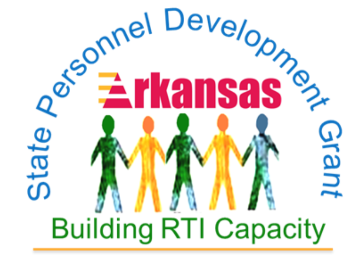 State Personnel Development Grant
Arkansas
Building RTI Capacity